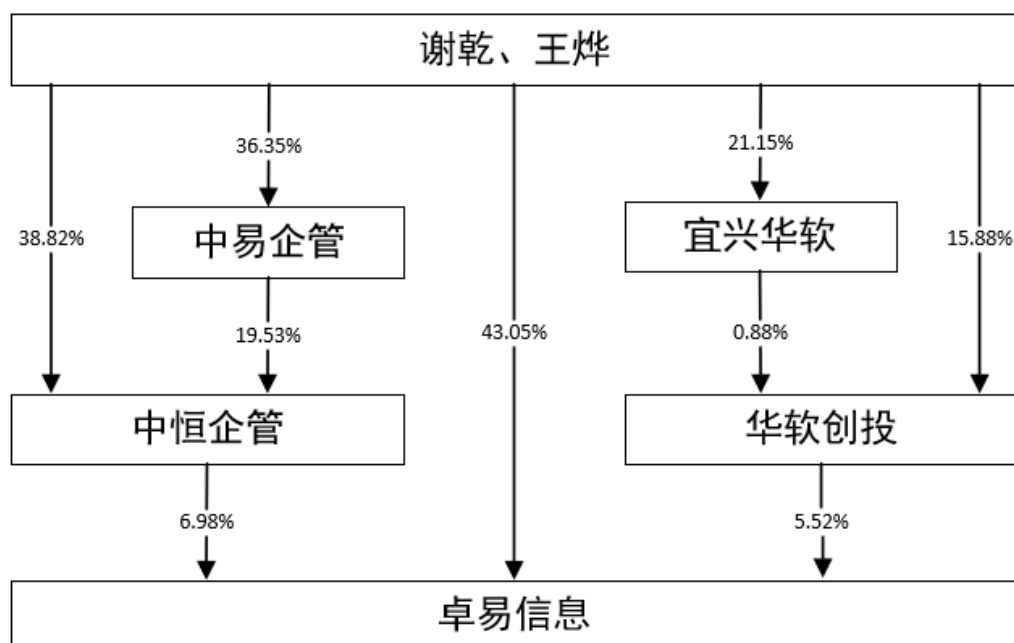 谢乾、王烨
36.35%
21.15%
中易企管
宜兴华软
38.82%
15.88%
19.53%
43.05%
0.88%
中恒企管
华软创投
6.98%
5.52%
卓易信息